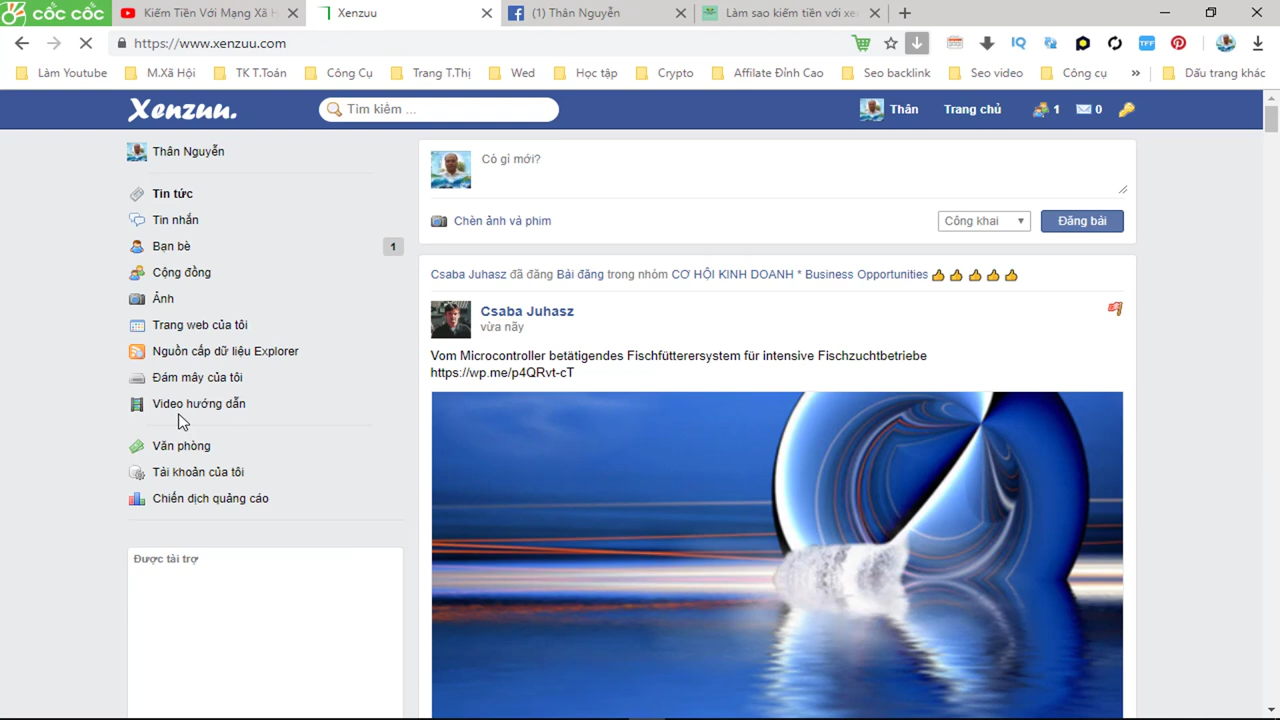 cốc cốc
Kiếm Tiền Với Mạng Xã H
Xenzuu
(1) Thân Nguyễn
Làm sao kiếm tiền với xe
https://www.xenzuu.com
Làm Youtube
M.Xã Hội
TK T.Toán
Công Cụ
Trang T.Thị
Wed
Học tập
Crypto
Affilate Đỉnh Cao
Seo backlink
Seo video
Công cụ
»
Dấu trang khác
Xenzuu.
Tìm kiếm ...
Thân
Trang chủ
1
0
Thân Nguyễn
Tin tức
Tin nhắn
Bạn bè
1
Cộng đồng
Ảnh
Trang web của tôi
Nguồn cấp dữ liệu Explorer
Đám mây của tôi
Video hướng dẫn
Văn phòng
Tài khoản của tôi
Chiến dịch quảng cáo
Được tài trợ
Có gì mới?
Chèn ảnh và phim
Công khai
Đăng bài
Csaba Juhasz đã đăng Bài đăng trong nhóm CƠ HỘI KINH DOANH * Business Opportunities
Csaba Juhasz
vừa nãy
Vom Microcontroller betätigendes Fischfütterersystem für intensive Fischzuchtbetriebe
https://wp.me/p4QRvt-cT